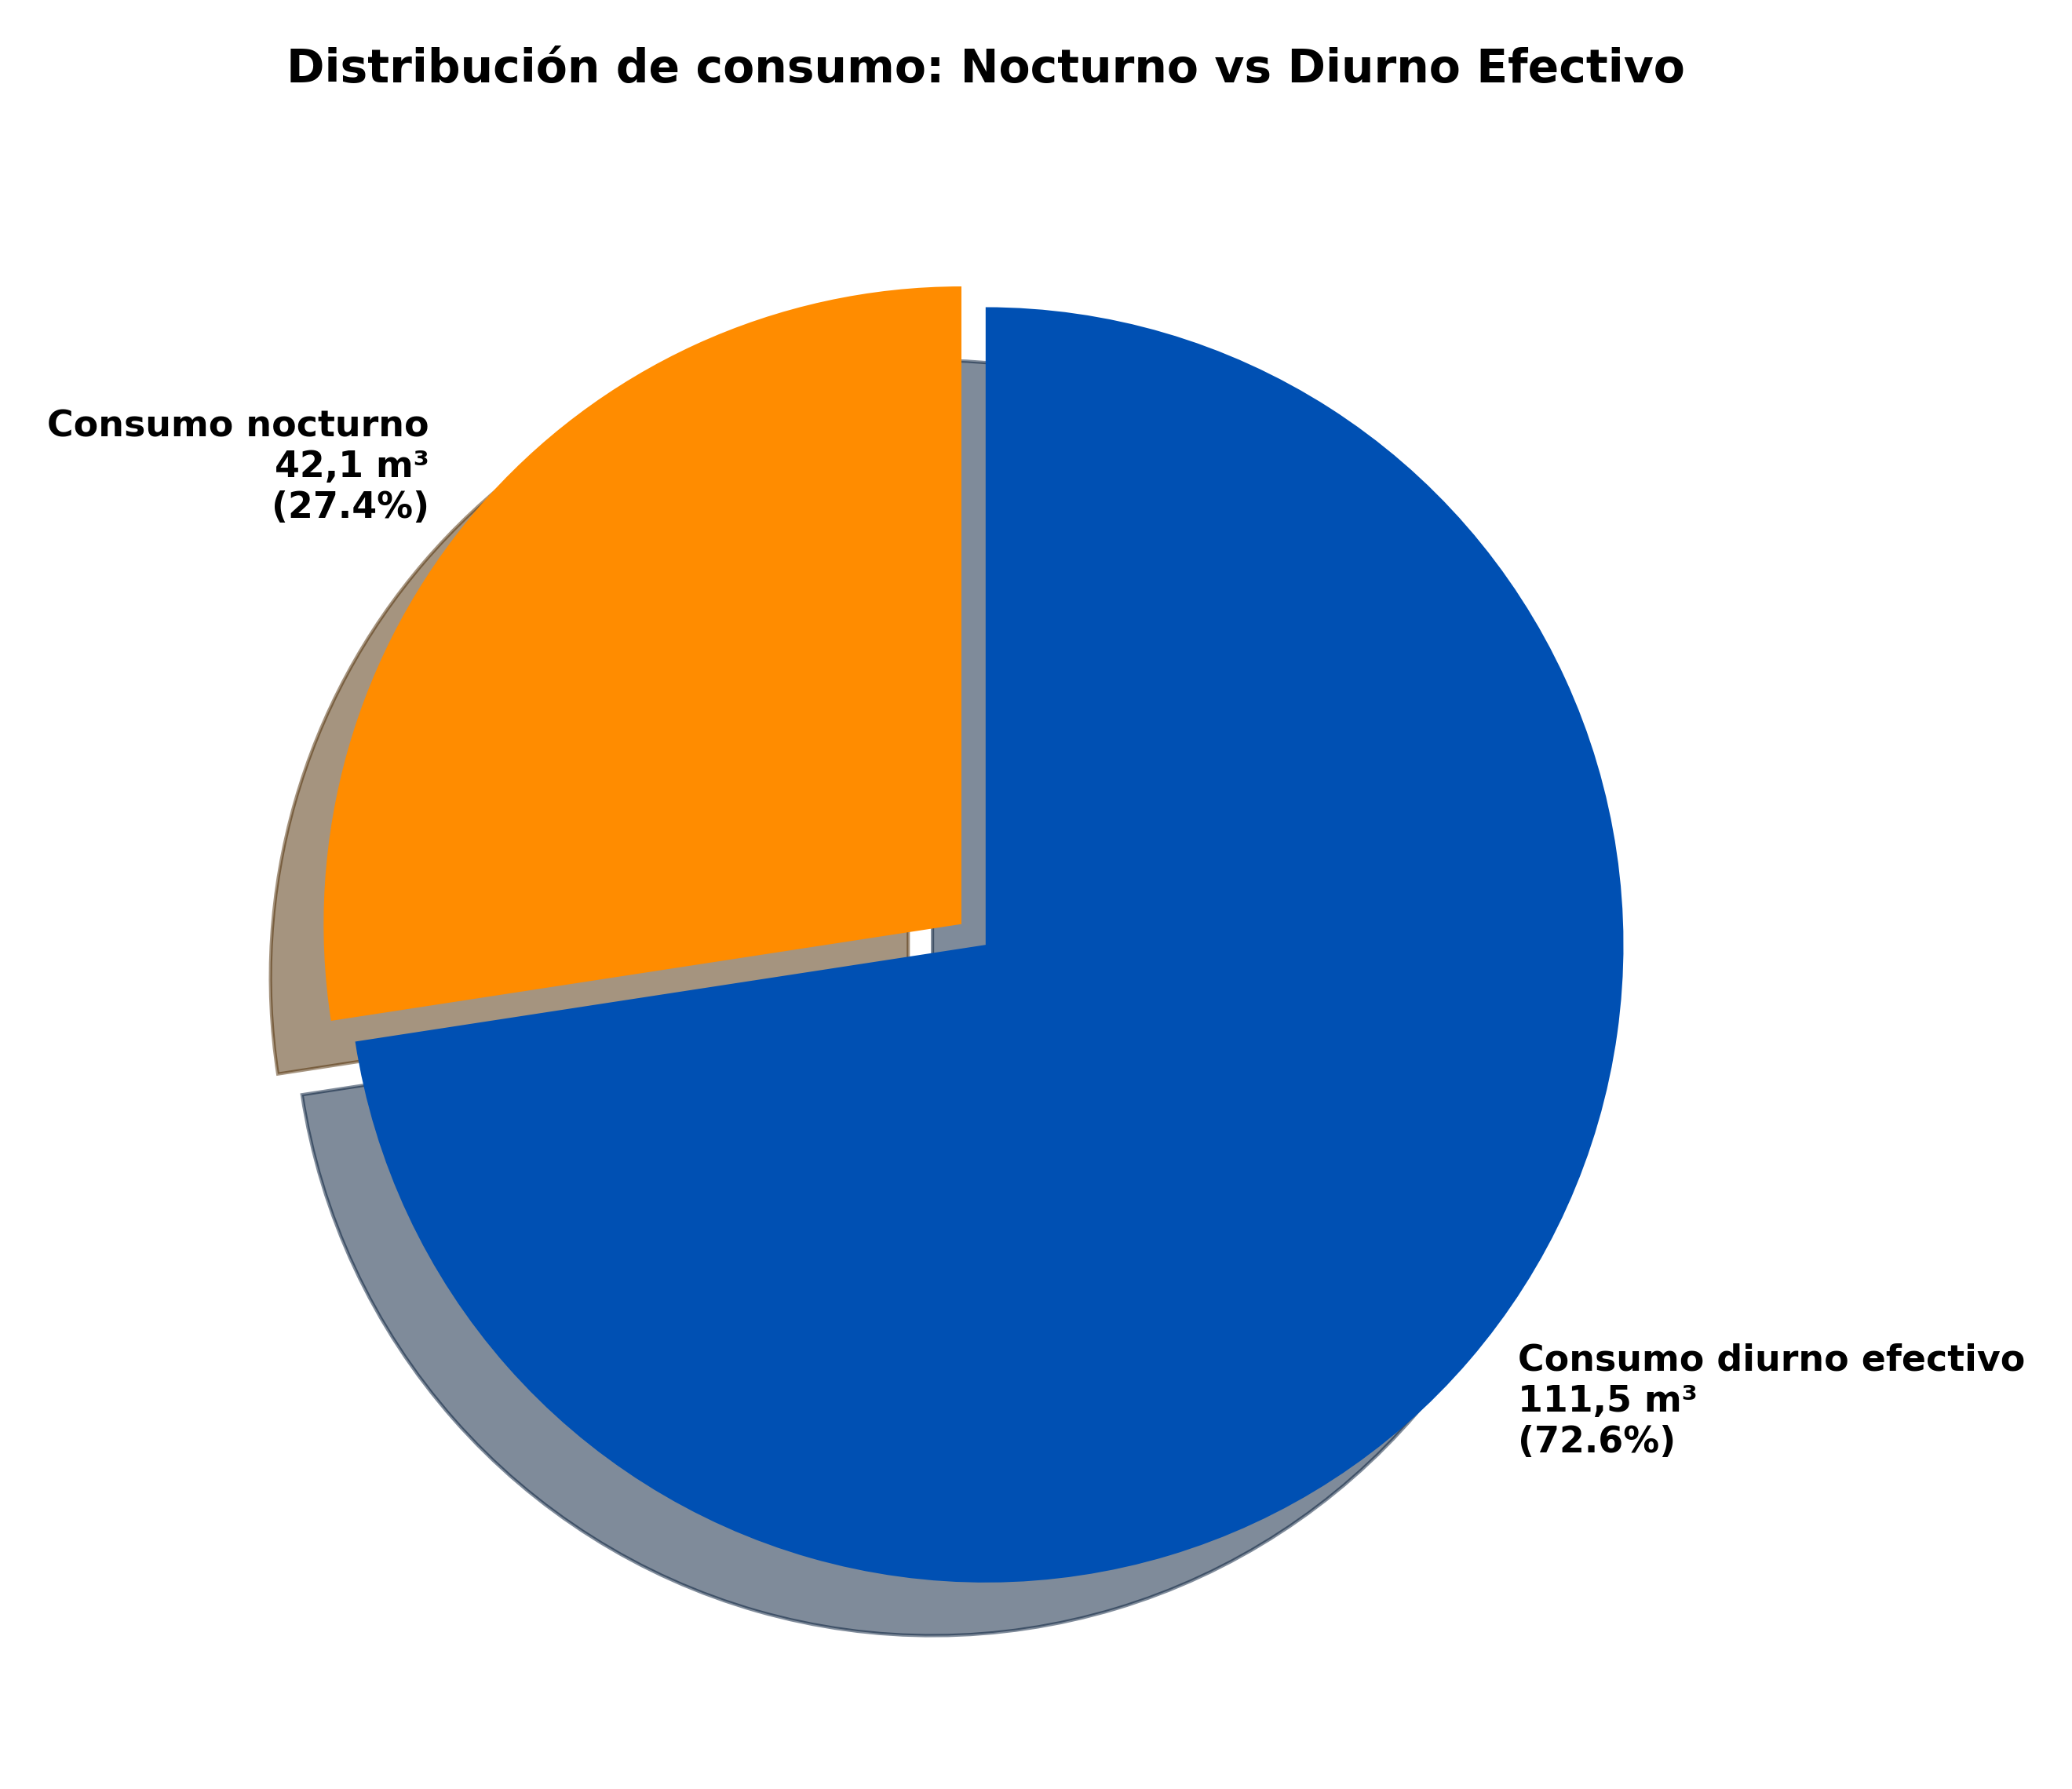 Distribución de consumo: Nocturno vs Diurno Efectivo
Consumo nocturno
42,1 m³
(27.4%)
Consumo diurno efectivo
111,5 m³
(72.6%)